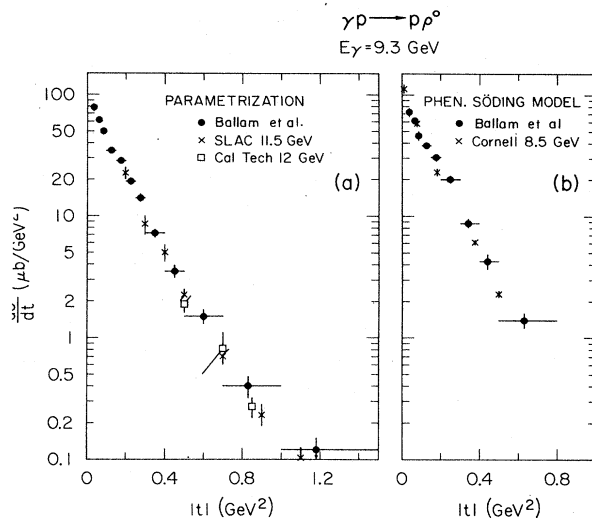 γp → pρ°
Eγ = 9.3 GeV
PARAMETRIZATION
● Ballam et al.
× SLAC 11.5 GeV
□ Cal Tech 12 GeV
(a)
100
50
20
10
5
2
1
0.5
0.2
0.1
dt (μb/GeV²)
0 0.4 0.8 1.2
|t| (GeV²)
PHEN. SÖDING MODEL
● Ballam et al
× Cornell 8.5 GeV
(b)
0 0.4 0.8
|t| (GeV²)